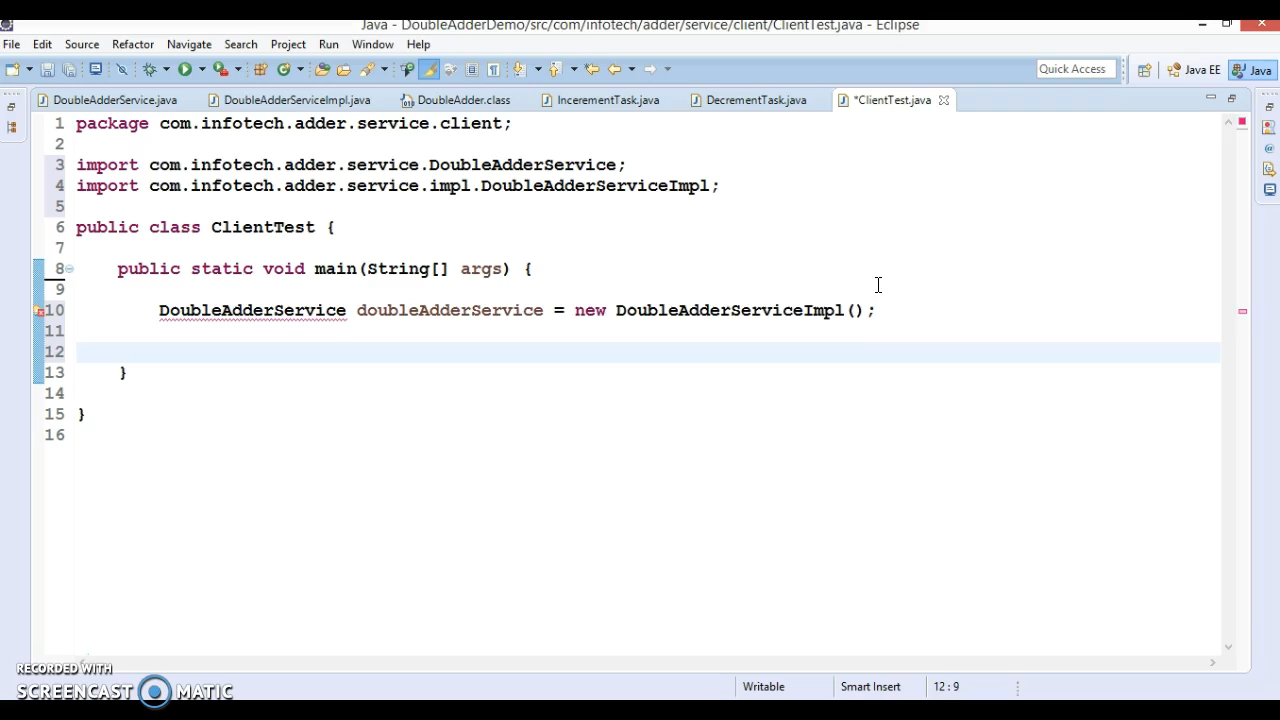 Java - DoubleAdderDemo/src/com/infotech/adder/service/client/ClientTest.java - Eclipse
File Edit Source Refactor Navigate Search Project Run Window Help
Quick Access Java EE Java
DoubleAdderService.java DoubleAdderServiceImpl.java DoubleAdder.class IncerementTask.java DecrementTask.java *ClientTest.java
1 package com.infotech.adder.service.client;
2
3 import com.infotech.adder.service.DoubleAdderService;
4 import com.infotech.adder.service.impl.DoubleAdderServiceImpl;
5
6 public class ClientTest {
7
8 public static void main(String[] args) {
9
10 DoubleAdderService doubleAdderService = new DoubleAdderServiceImpl();
11
12
13 }
14
15 }
16
RECORDED WITH
SCREENCAST MATIC
Writable Smart Insert 12 : 9